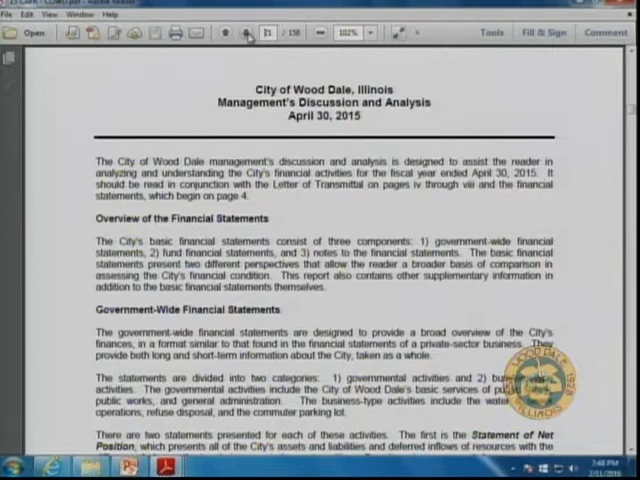 File Edit View Window Help
Open
21 / 158
102%
Tools Fill & Sign Comment
City of Wood Dale, Illinois
Management's Discussion and Analysis
April 30, 2015
The City of Wood Dale management's discussion and analysis is designed to assist the reader in
analyzing and understanding the City's financial activities for the fiscal year ended April 30, 2015. It
should be read in conjunction with the Letter of Transmittal on pages iv through viii and the financial
statements, which begin on page 4.
Overview of the Financial Statements
The City's basic financial statements consist of three components: 1) government-wide financial
statements, 2) fund financial statements, and 3) notes to the financial statements. The basic financial
statements present two different perspectives that allow the reader a broader basis of comparison in
assessing the City's financial condition. This report also contains other supplementary information in
addition to the basic financial statements themselves.
Government-Wide Financial Statements
The government-wide financial statements are designed to provide a broad overview of the City's
finances, in a format similar to that found in the financial statements of a private-sector business. They
provide both long and short-term information about the City, taken as a whole.
The statements are divided into two categories: 1) governmental activities and 2)
activities. The governmental activities include the City of Wood Dale's basic services of
public works, and general administration. The business-type activities include the water
operations, refuse disposal, and the commuter parking lot.
WOOD DALE
1928
ILLINOIS
There are two statements presented for each of these activities. The first is the Statement of Net
Position, which presents all of the City's assets and liabilities and deferred inflows of resources with the
7:48 PM
2/11/2016